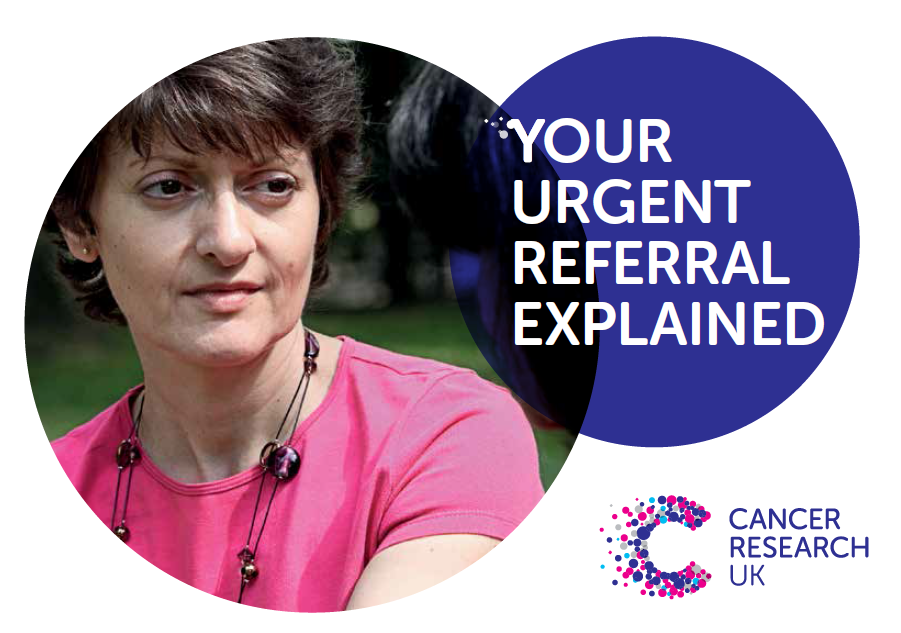 YOUR
URGENT
REFERRAL
EXPLAINED
CANCER
RESEARCH
UK